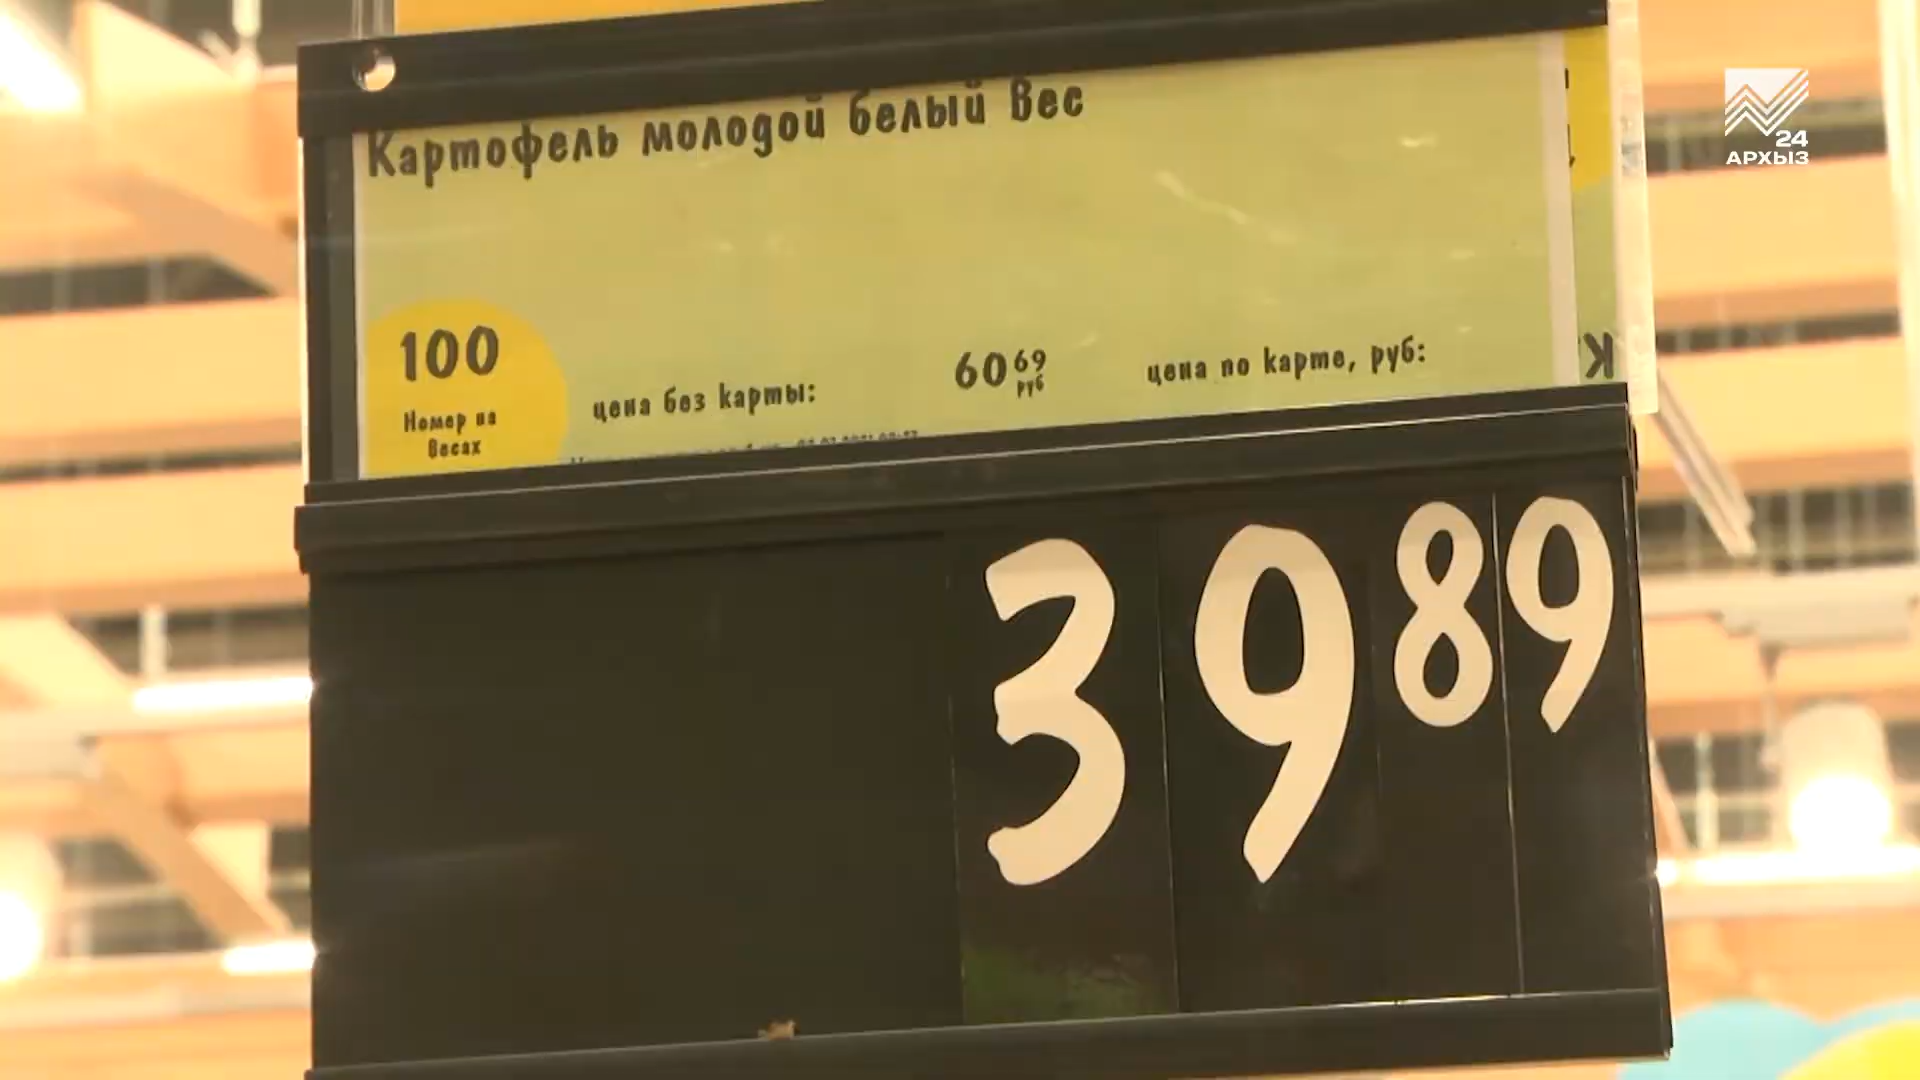 24
АРХЫЗ
Картофель молодой белый Вес
100
Номер на
Весах
цена без карты:
60 69
руб
цена по карте, руб:
39 89